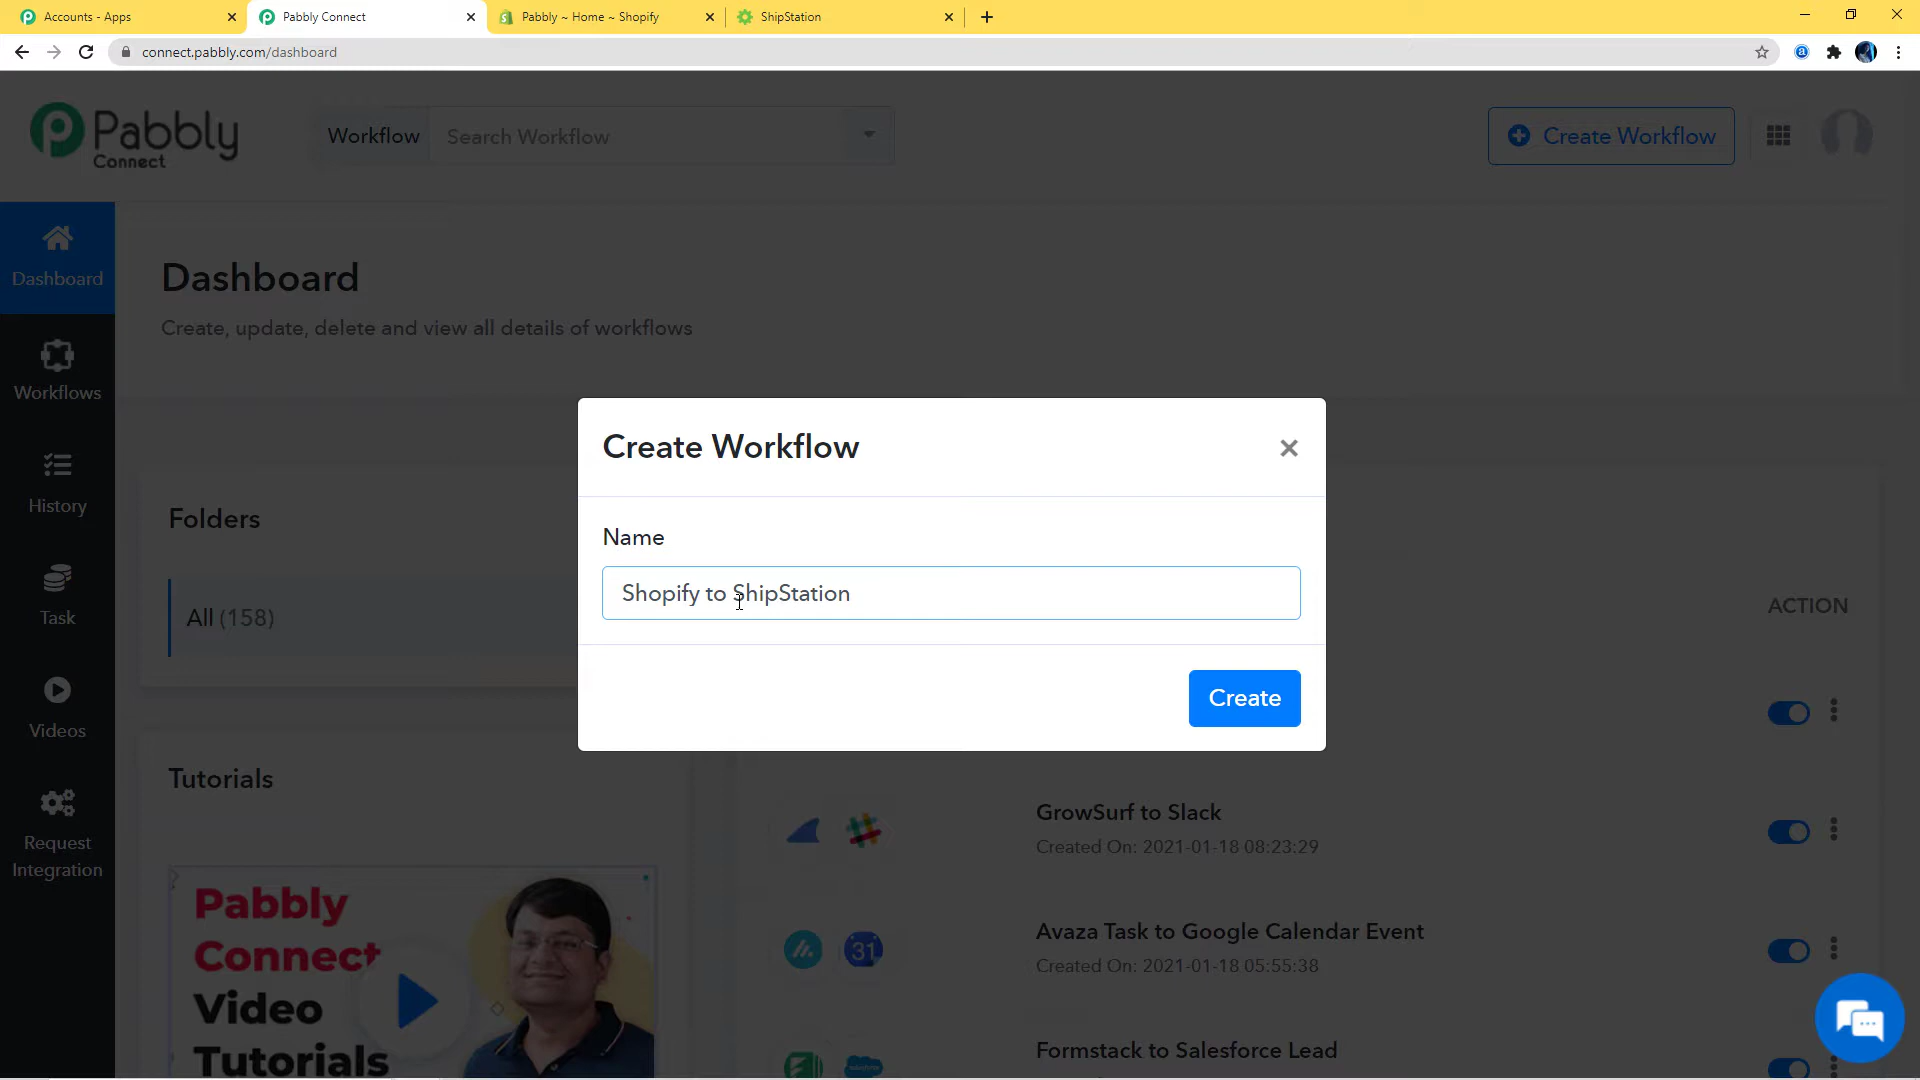 Accounts - Apps
Pabbly Connect
Pabbly ~ Home ~ Shopify
ShipStation
connect.pabbly.com/dashboard
Pabbly
Connect
Workflow
Search Workflow
Create Workflow
Dashboard
Dashboard
Create, update, delete and view all details of workflows
Workflows
History
Task
Videos
Request
Integration
Folders
All (158)
Tutorials
Pabbly
Connect
Video
Tutorials
Create Workflow
Name
Shopify to ShipStation
Create
ACTION
GrowSurf to Slack
Created On: 2021-01-18 08:23:29
31
Avaza Task to Google Calendar Event
Created On: 2021-01-18 05:55:38
Formstack to Salesforce Lead